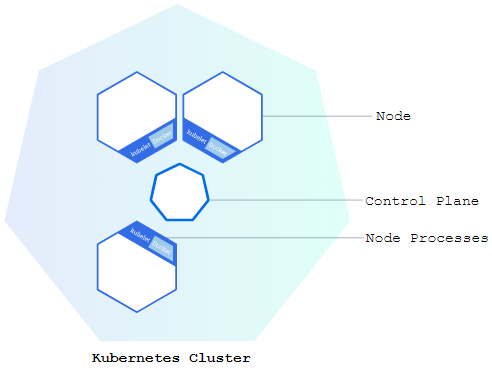 kubelet Docker
kubelet Docker
Node
Control Plane
Node Processes
kubelet Docker
Kubernetes Cluster